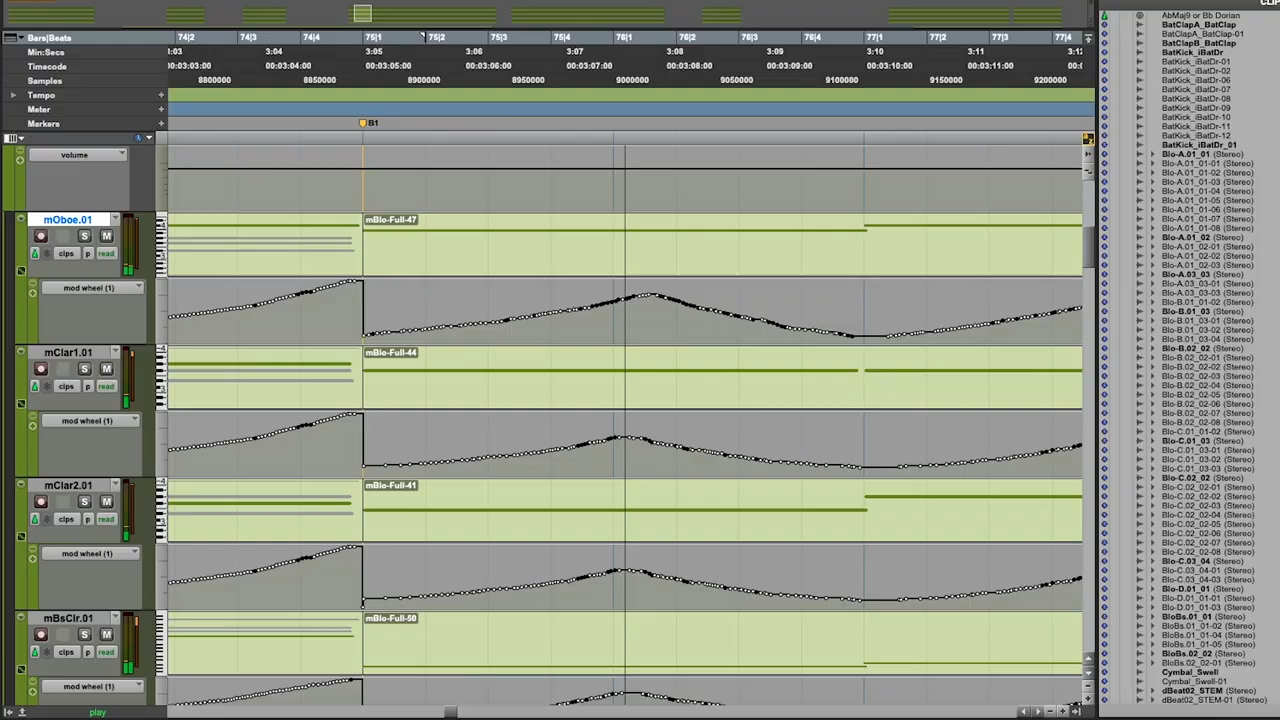 CLIP
Bars|Beats 74|2 74|3 74|4 75|1 75|2 75|3 75|4 76|1 76|2 76|3 76|4 77|1 77|2 77|3 77|4
Min:Secs 3:03 3:04 3:05 3:06 3:07 3:08 3:09 3:10 3:11 3:12
Timecode 00:03:03:00 00:03:04:00 00:03:05:00 00:03:06:00 00:03:07:00 00:03:08:00 00:03:09:00 00:03:10:00 00:03:11:00
Samples 8800000 8850000 8900000 8950000 9000000 9050000 9100000 9150000 9200000
Tempo
Meter
Markers B1
volume
mOboe.01 mBlo-Full-47
S M
clps p read
mod wheel (1)
mClar1.01 mBlo-Full-44
S M
clps p read
mod wheel (1)
mClar2.01 mBlo-Full-41
S M
clps p read
mod wheel (1)
mBsClr.01 mBlo-Full-50
S M
clps p read
mod wheel (1)
play
AbMaj9 or Bb Dorian
BatClapA_BatClap
BatClapA_BatClap-01
BatClapB_BatClap
BatKick_iBatDr
BatKick_iBatDr-01
BatKick_iBatDr-02
BatKick_iBatDr-06
BatKick_iBatDr-07
BatKick_iBatDr-08
BatKick_iBatDr-09
BatKick_iBatDr-10
BatKick_iBatDr-11
BatKick_iBatDr-12
BatKick_iBatDr_01
Blo-A.01_01 (Stereo)
Blo-A.01_01-01 (Stereo)
Blo-A.01_01-02 (Stereo)
Blo-A.01_01-03 (Stereo)
Blo-A.01_01-04 (Stereo)
Blo-A.01_01-05 (Stereo)
Blo-A.01_01-06 (Stereo)
Blo-A.01_01-07 (Stereo)
Blo-A.01_01-08 (Stereo)
Blo-A.01_02 (Stereo)
Blo-A.01_02-01 (Stereo)
Blo-A.01_02-02 (Stereo)
Blo-A.01_02-03 (Stereo)
Blo-A.03_03 (Stereo)
Blo-A.03_03-01 (Stereo)
Blo-A.03_03-03 (Stereo)
Blo-B.01_01-02 (Stereo)
Blo-B.01_03 (Stereo)
Blo-B.01_03-01 (Stereo)
Blo-B.01_03-02 (Stereo)
Blo-B.01_03-04 (Stereo)
Blo-B.02_02 (Stereo)
Blo-B.02_02-01 (Stereo)
Blo-B.02_02-02 (Stereo)
Blo-B.02_02-03 (Stereo)
Blo-B.02_02-04 (Stereo)
Blo-B.02_02-05 (Stereo)
Blo-B.02_02-06 (Stereo)
Blo-B.02_02-07 (Stereo)
Blo-B.02_02-08 (Stereo)
Blo-C.01_01-02 (Stereo)
Blo-C.01_03 (Stereo)
Blo-C.01_03-01 (Stereo)
Blo-C.01_03-02 (Stereo)
Blo-C.01_03-03 (Stereo)
Blo-C.02_02 (Stereo)
Blo-C.02_02-01 (Stereo)
Blo-C.02_02-02 (Stereo)
Blo-C.02_02-03 (Stereo)
Blo-C.02_02-04 (Stereo)
Blo-C.02_02-05 (Stereo)
Blo-C.02_02-06 (Stereo)
Blo-C.02_02-07 (Stereo)
Blo-C.02_02-08 (Stereo)
Blo-C.03_04 (Stereo)
Blo-C.03_04-01 (Stereo)
Blo-C.03_04-03 (Stereo)
Blo-D.01_01 (Stereo)
Blo-D.01_01-01 (Stereo)
Blo-D.01_01-03 (Stereo)
BloBs.01_01 (Stereo)
BloBs.01_01-02 (Stereo)
BloBs.01_01-04 (Stereo)
BloBs.01_01-05 (Stereo)
BloBs.02_02 (Stereo)
BloBs.02_02-01 (Stereo)
Cymbal_Swell
Cymbal_Swell-01
dBeat02_STEM (Stereo)
dBeat02_STEM-01 (Stereo)